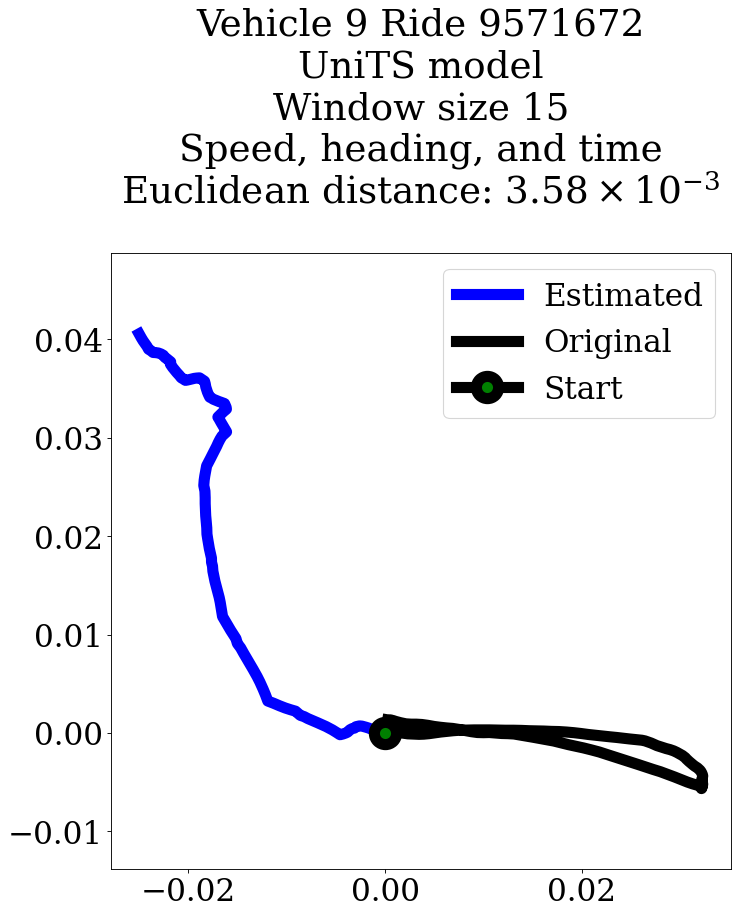 Vehicle 9 Ride 9571672
UniTS model
Window size 15
Speed, heading, and time
Euclidean distance: 3.58 × 10⁻³
Estimated
Original
Start
0.04
0.03
0.02
0.01
0.00
−0.01
−0.02
0.00
0.02